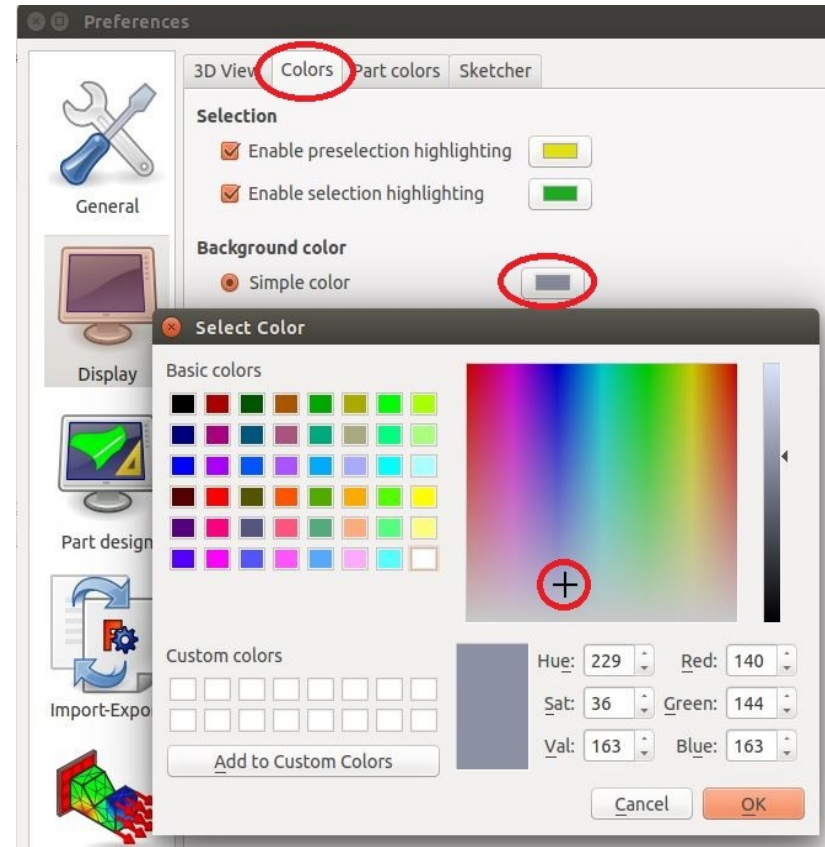 Preferences
3D View Colors Part colors Sketcher
Selection
Enable preselection highlighting
General
Enable selection highlighting
Background color
Simple color
Display
Select Color
Basic colors
Part design
Custom colors
Hue: 229 Red: 140
Import-Expo
Sat: 36 Green: 144
Add to Custom Colors
Val: 163 Blue: 163
Cancel OK